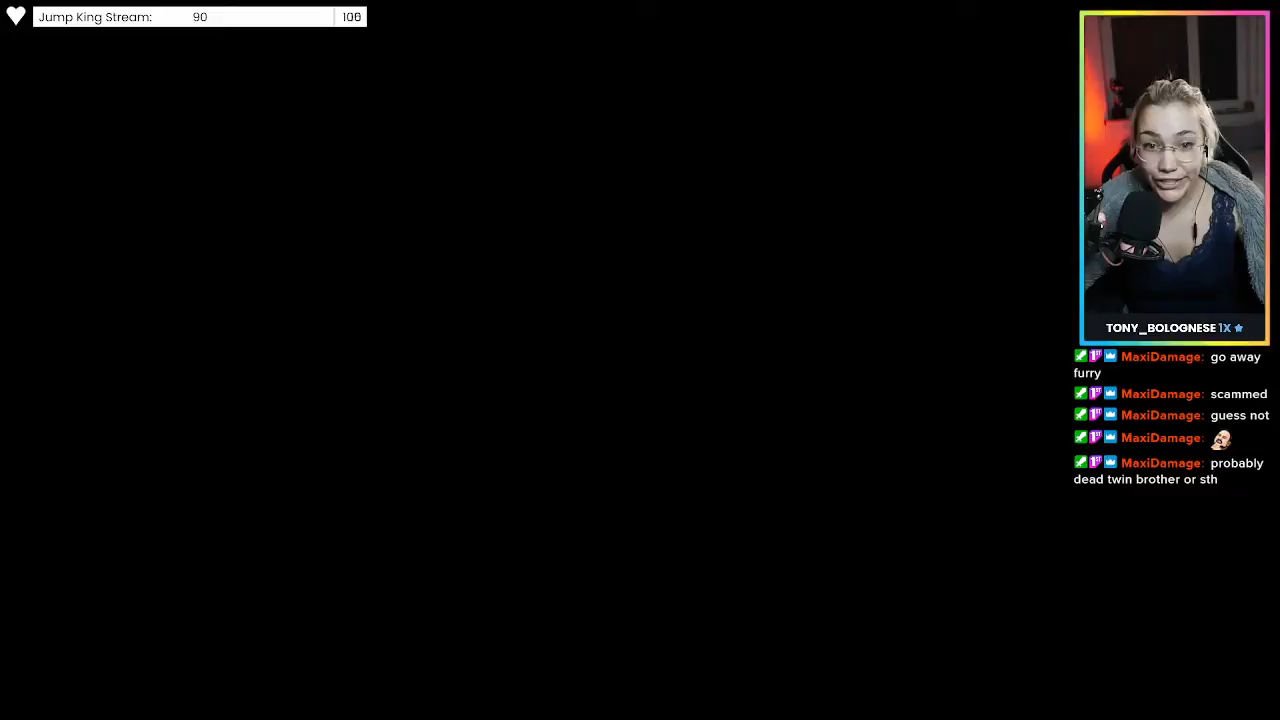 Jump King Stream: 90 106
TONY_BOLOGNESE 1X
MaxiDamage: go away
furry
MaxiDamage: scammed
MaxiDamage: guess not
MaxiDamage:
MaxiDamage: probably
dead twin brother or sth